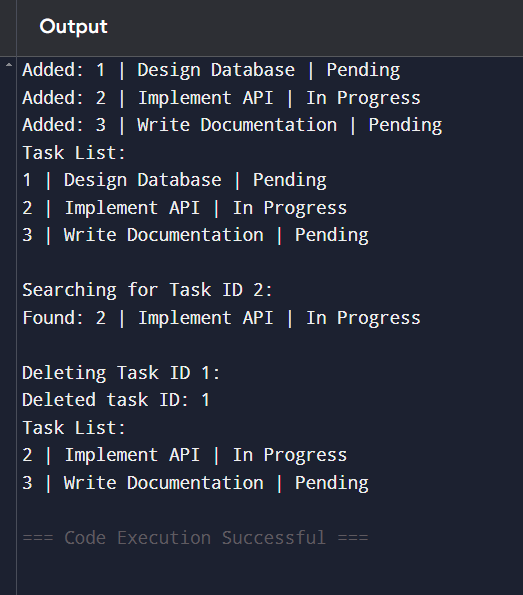 Output
Added: 1 | Design Database | Pending
Added: 2 | Implement API | In Progress
Added: 3 | Write Documentation | Pending
Task List:
1 | Design Database | Pending
2 | Implement API | In Progress
3 | Write Documentation | Pending
Searching for Task ID 2:
Found: 2 | Implement API | In Progress
Deleting Task ID 1:
Deleted task ID: 1
Task List:
2 | Implement API | In Progress
3 | Write Documentation | Pending
=== Code Execution Successful ===